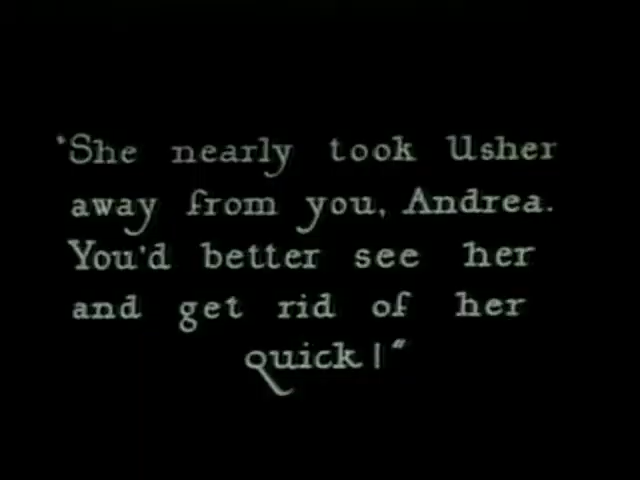 "She nearly took Usher
away from you, Andrea.
You'd better see her
and get rid of her
quick!"